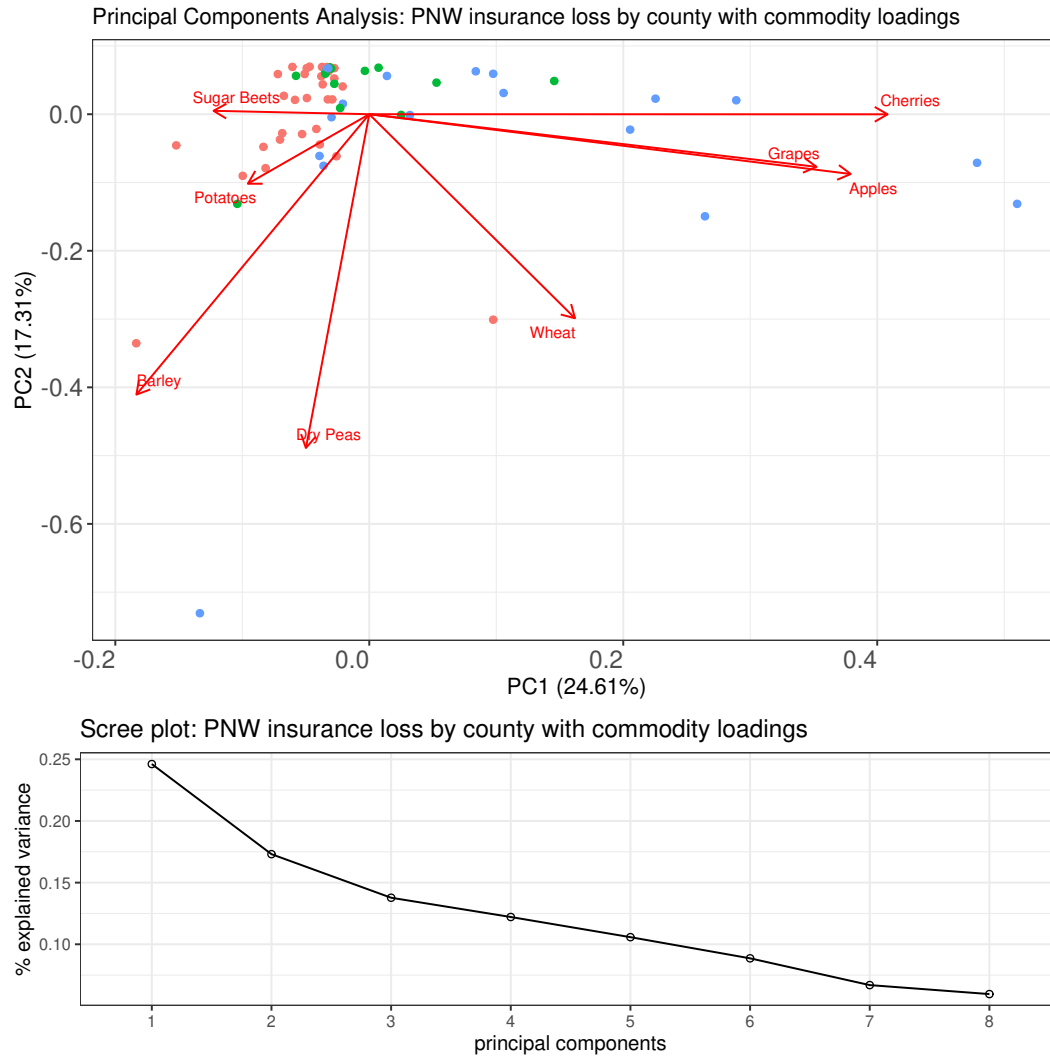 Principal Components Analysis: PNW insurance loss by county with commodity loadings
PC2 (17.31%)
0.0
-0.2
-0.4
-0.6
Sugar Beets
Cherries
Grapes
Apples
Potatoes
Wheat
Barley
Dry Peas
-0.2
0.0
0.2
0.4
PC1 (24.61%)
Scree plot: PNW insurance loss by county with commodity loadings
% explained variance
0.25
0.20
0.15
0.10
1
2
3
4
5
6
7
8
principal components